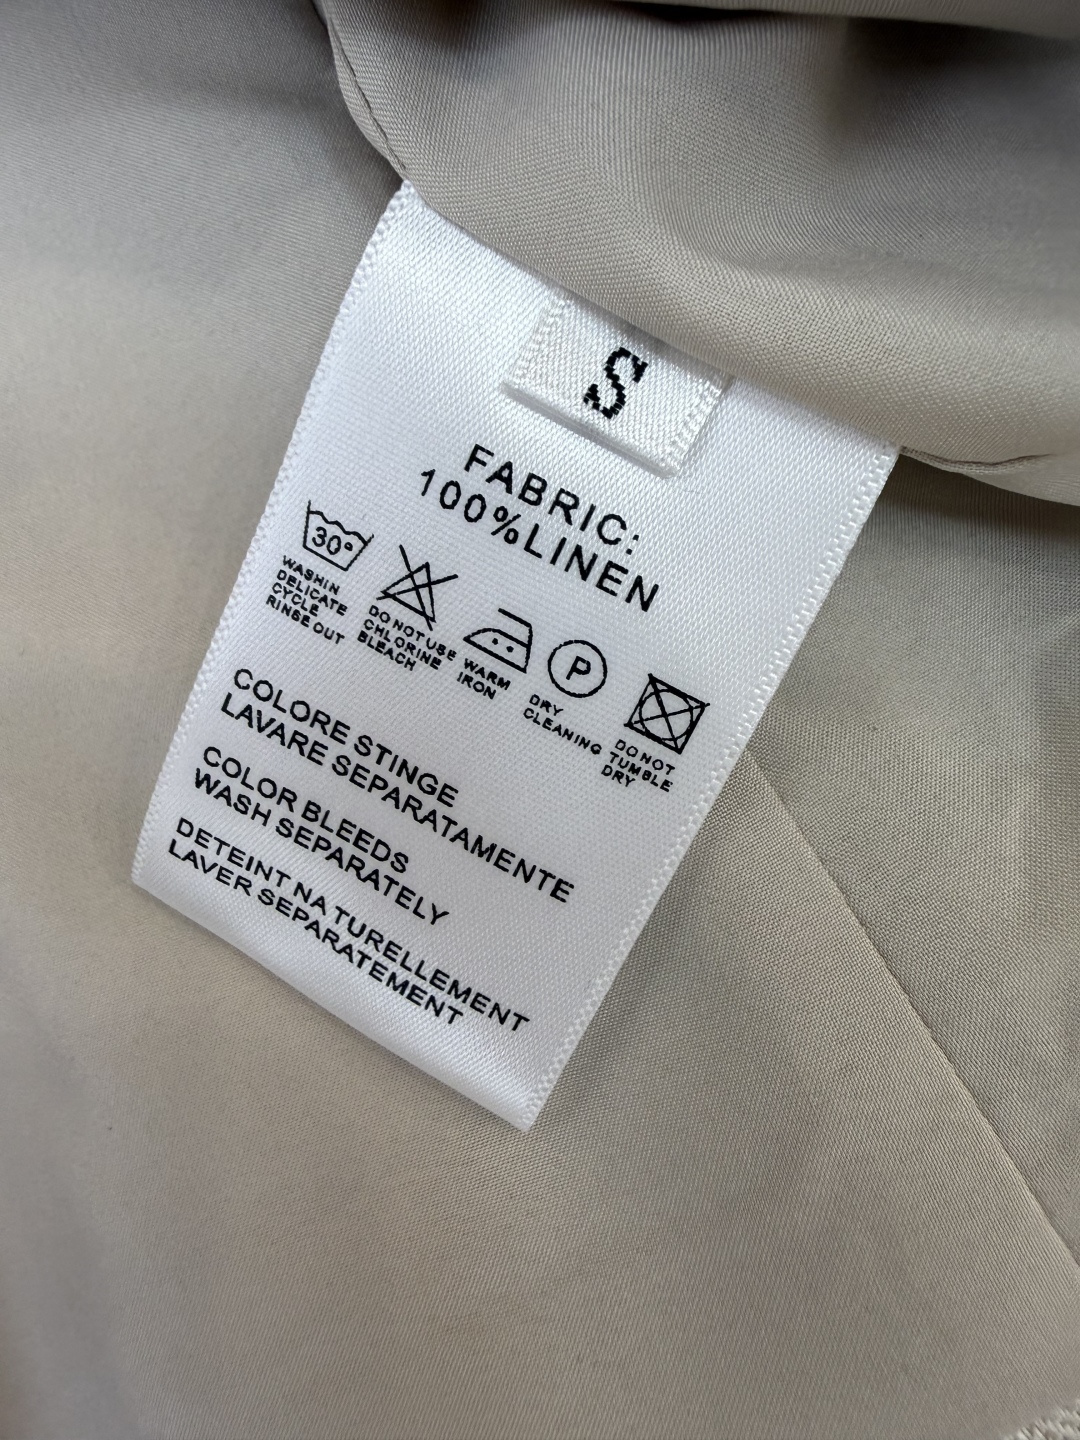 S
FABRIC:
100%LINEN
30°
WASHIN
DELICATE
CYCLE
RINSE OUT
DO NOT USE
CHLORINE
BLEACH
WARM
IRON
P
DRY
CLEANING
DO NOT
TUMBLE
DRY
COLORE STINGE
LAVARE SEPARATAMENTE
COLOR BLEEDS
WASH SEPARATELY
DETEINT NA TURELLEMENT
LAVER SEPARATEMENT